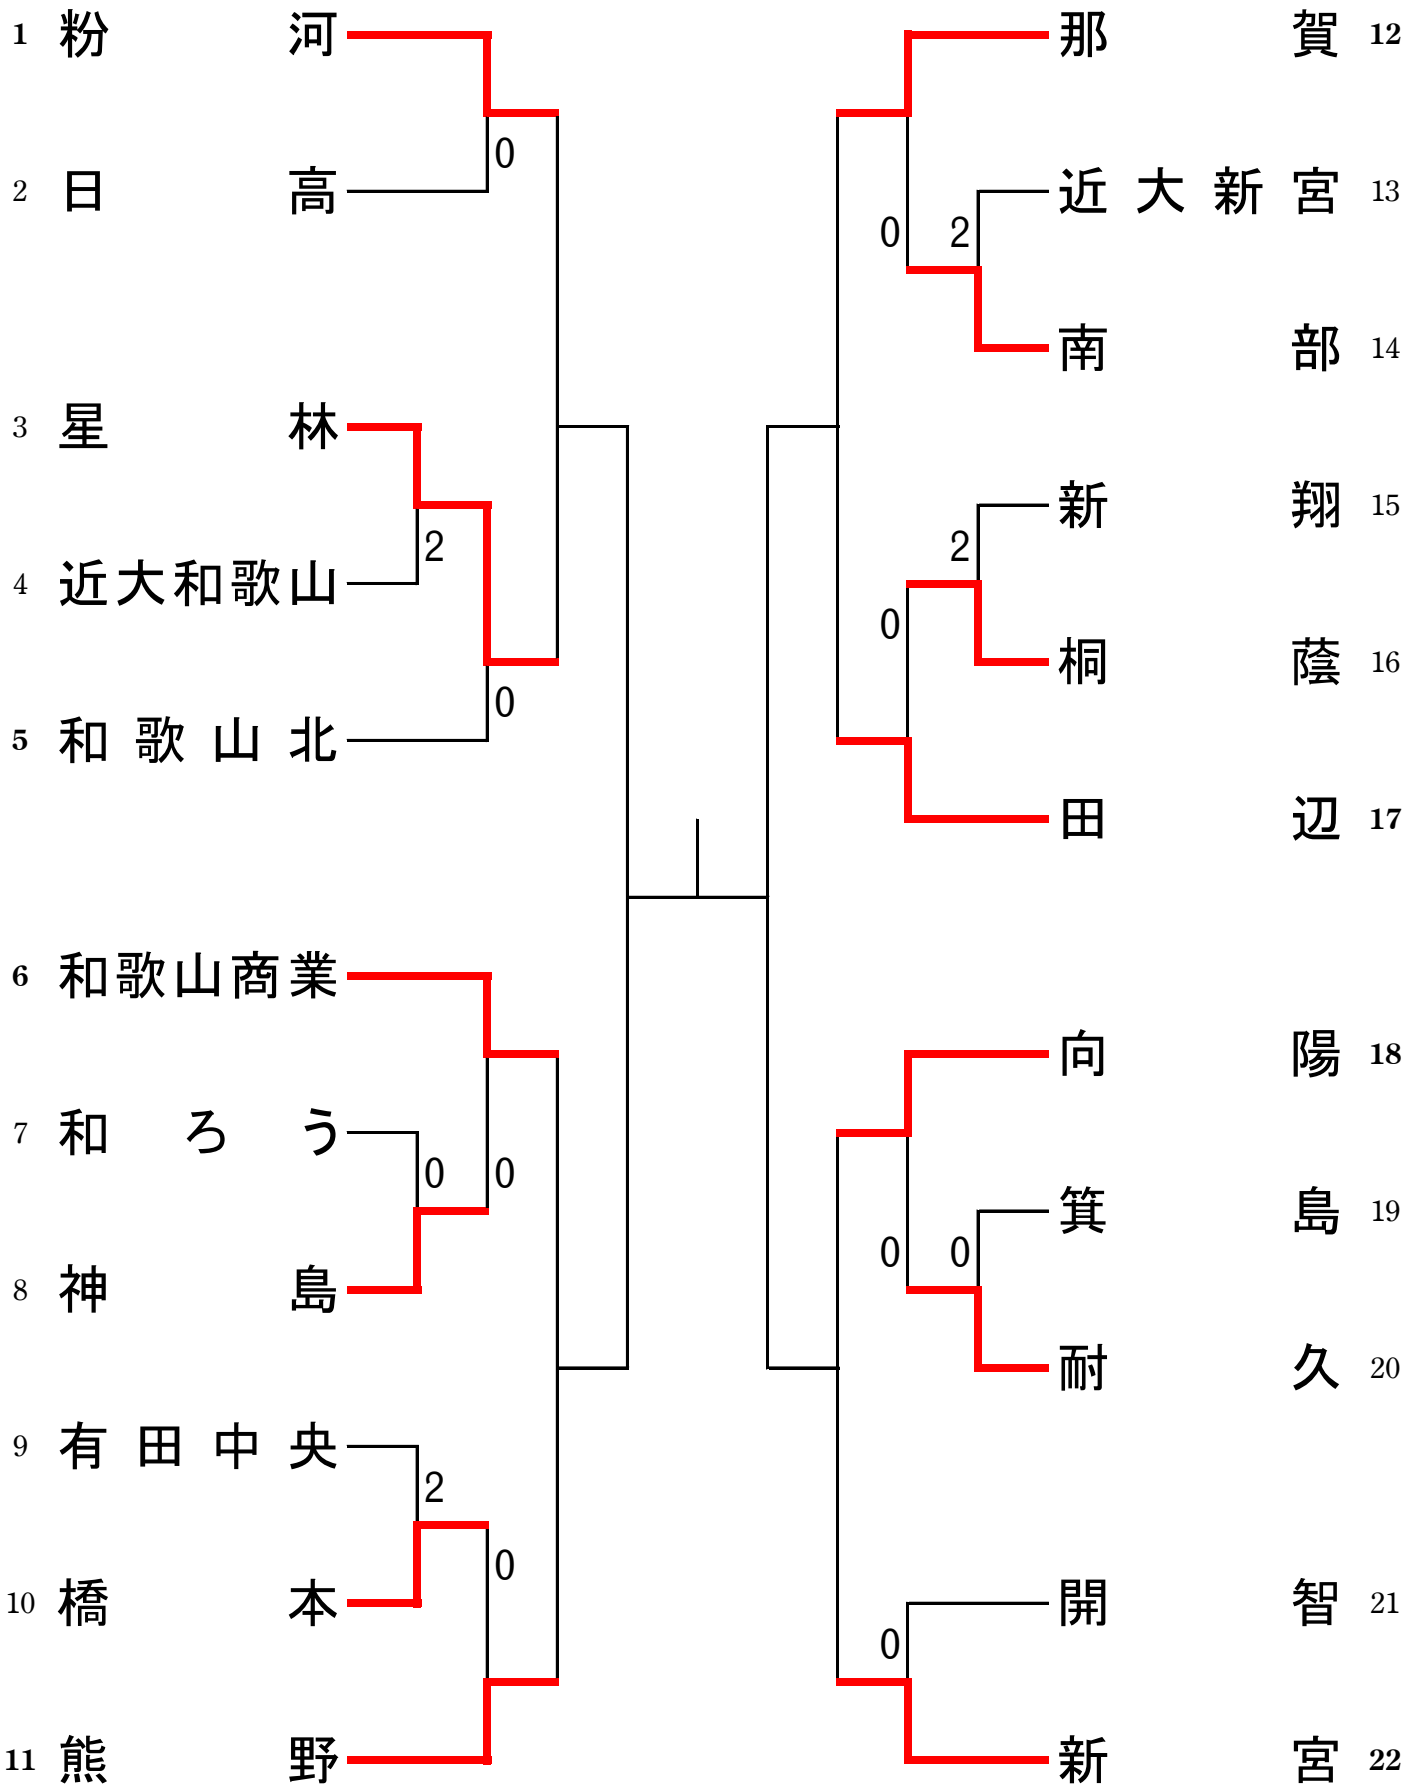 1 粉河
0
2 日高
3 星林
2
4 近大和歌山
0
5 和歌山北
6 和歌山商業
7 和ろう
0 0
8 神島
9 有田中央
2
0
10 橋本
11 熊野
那賀 12
近大新宮 13
0 2
南部 14
新翔 15
2
0
桐蔭 16
田辺 17
向陽 18
箕島 19
0 0
耐久 20
開智 21
0
新宮 22